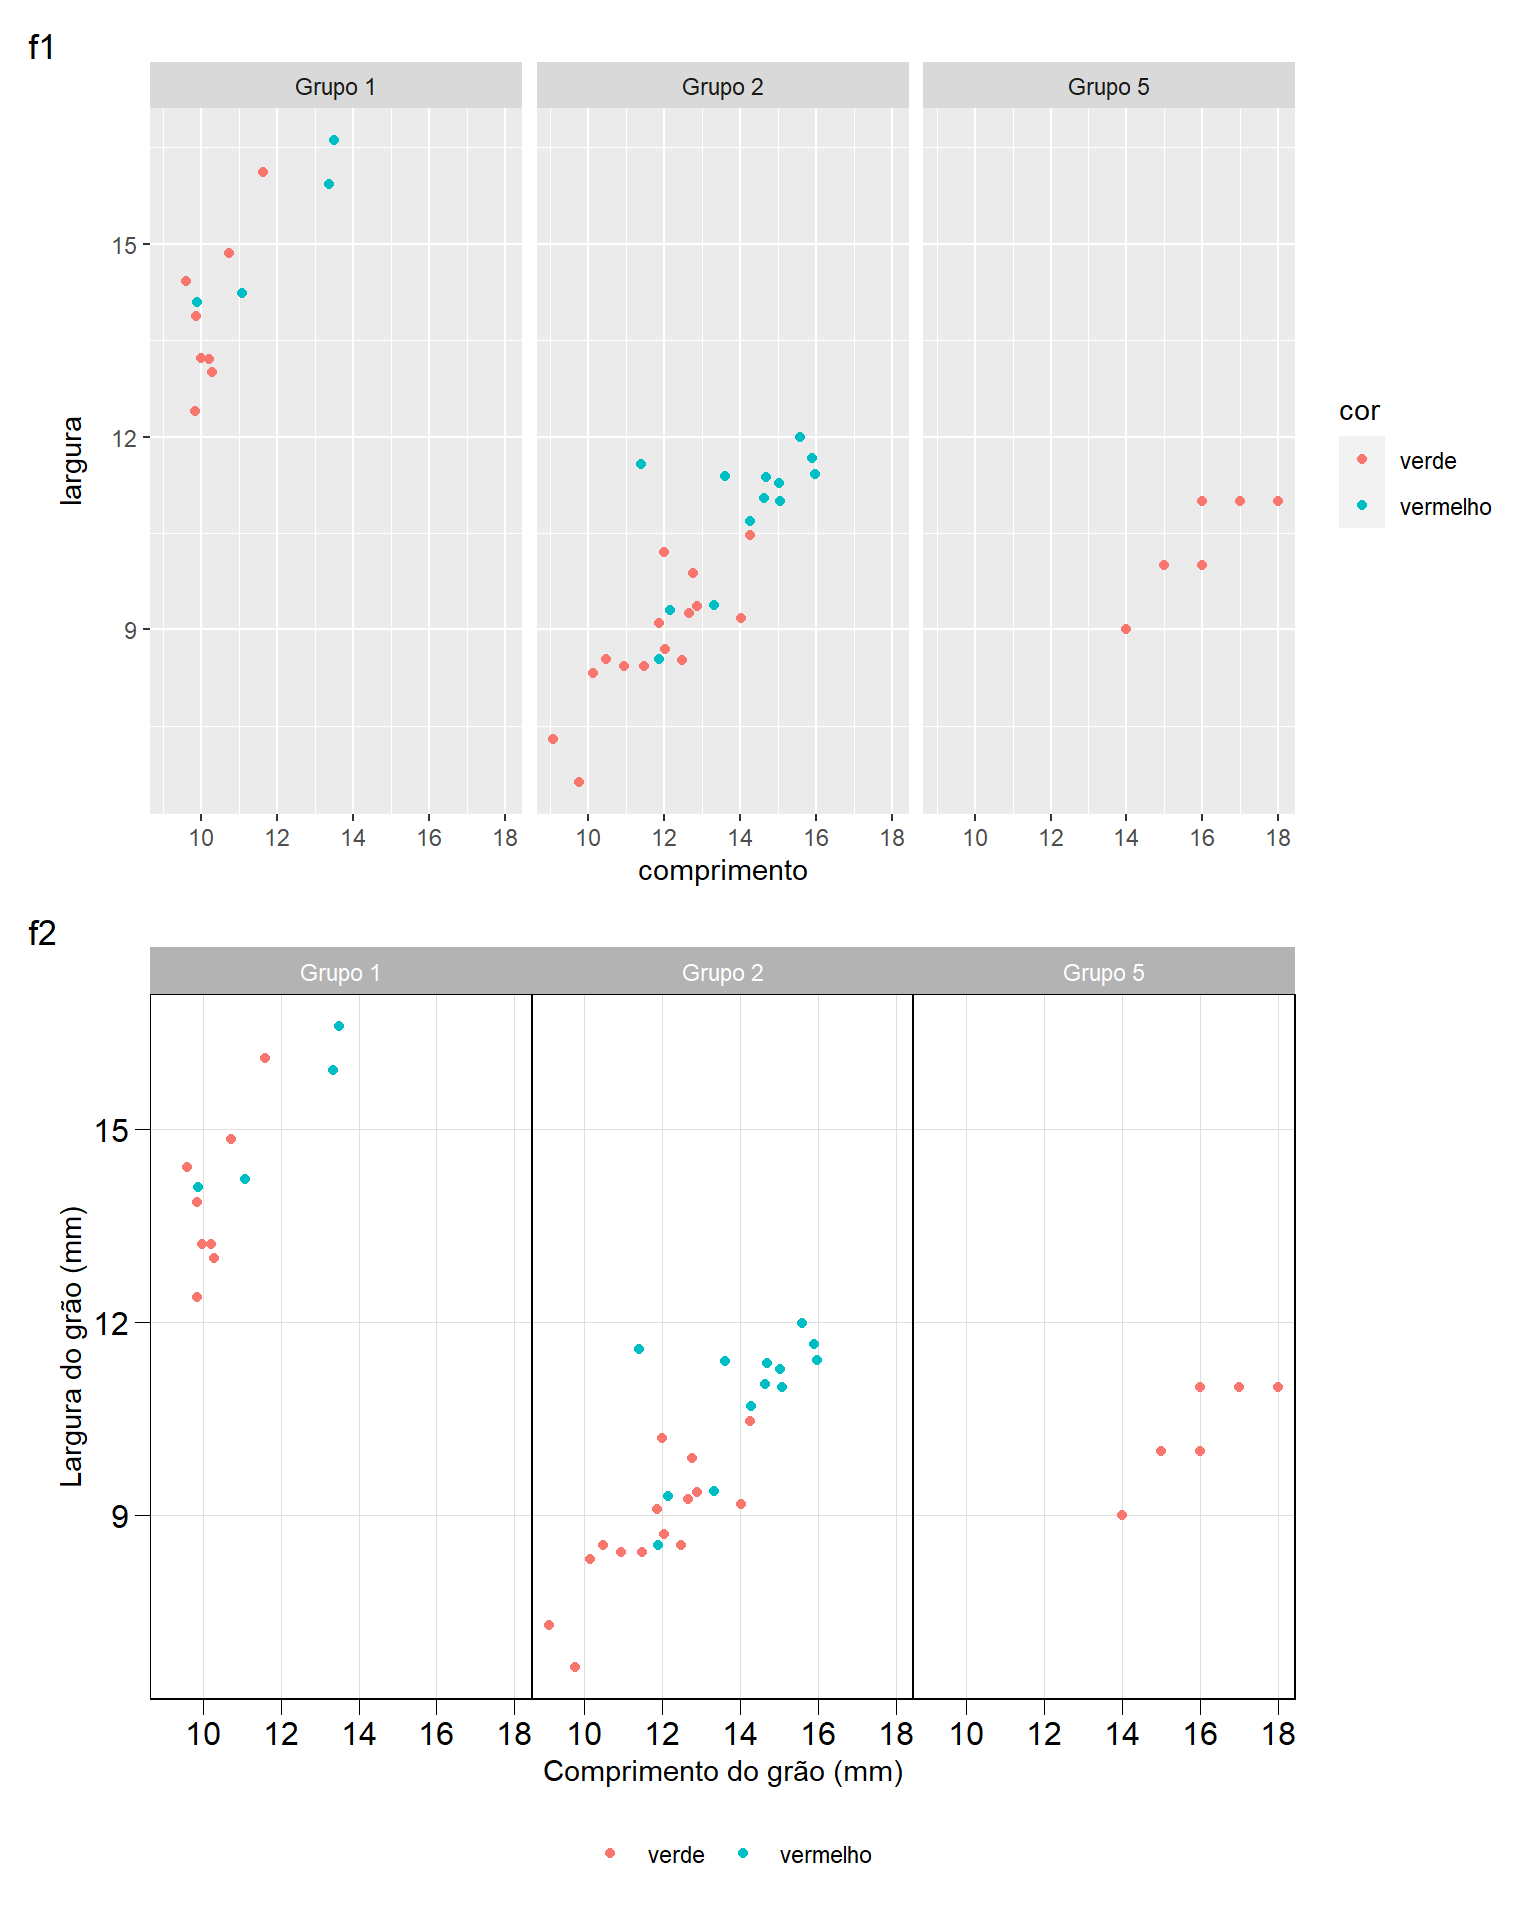 f1
Grupo 1 Grupo 2 Grupo 5
15
12
9
largura
10 12 14 16 18 10 12 14 16 18 10 12 14 16 18
comprimento
cor
verde
vermelho
f2
Grupo 1 Grupo 2 Grupo 5
15
12
9
Largura do grão (mm)
10 12 14 16 18 10 12 14 16 18 10 12 14 16 18
Comprimento do grão (mm)
verde vermelho